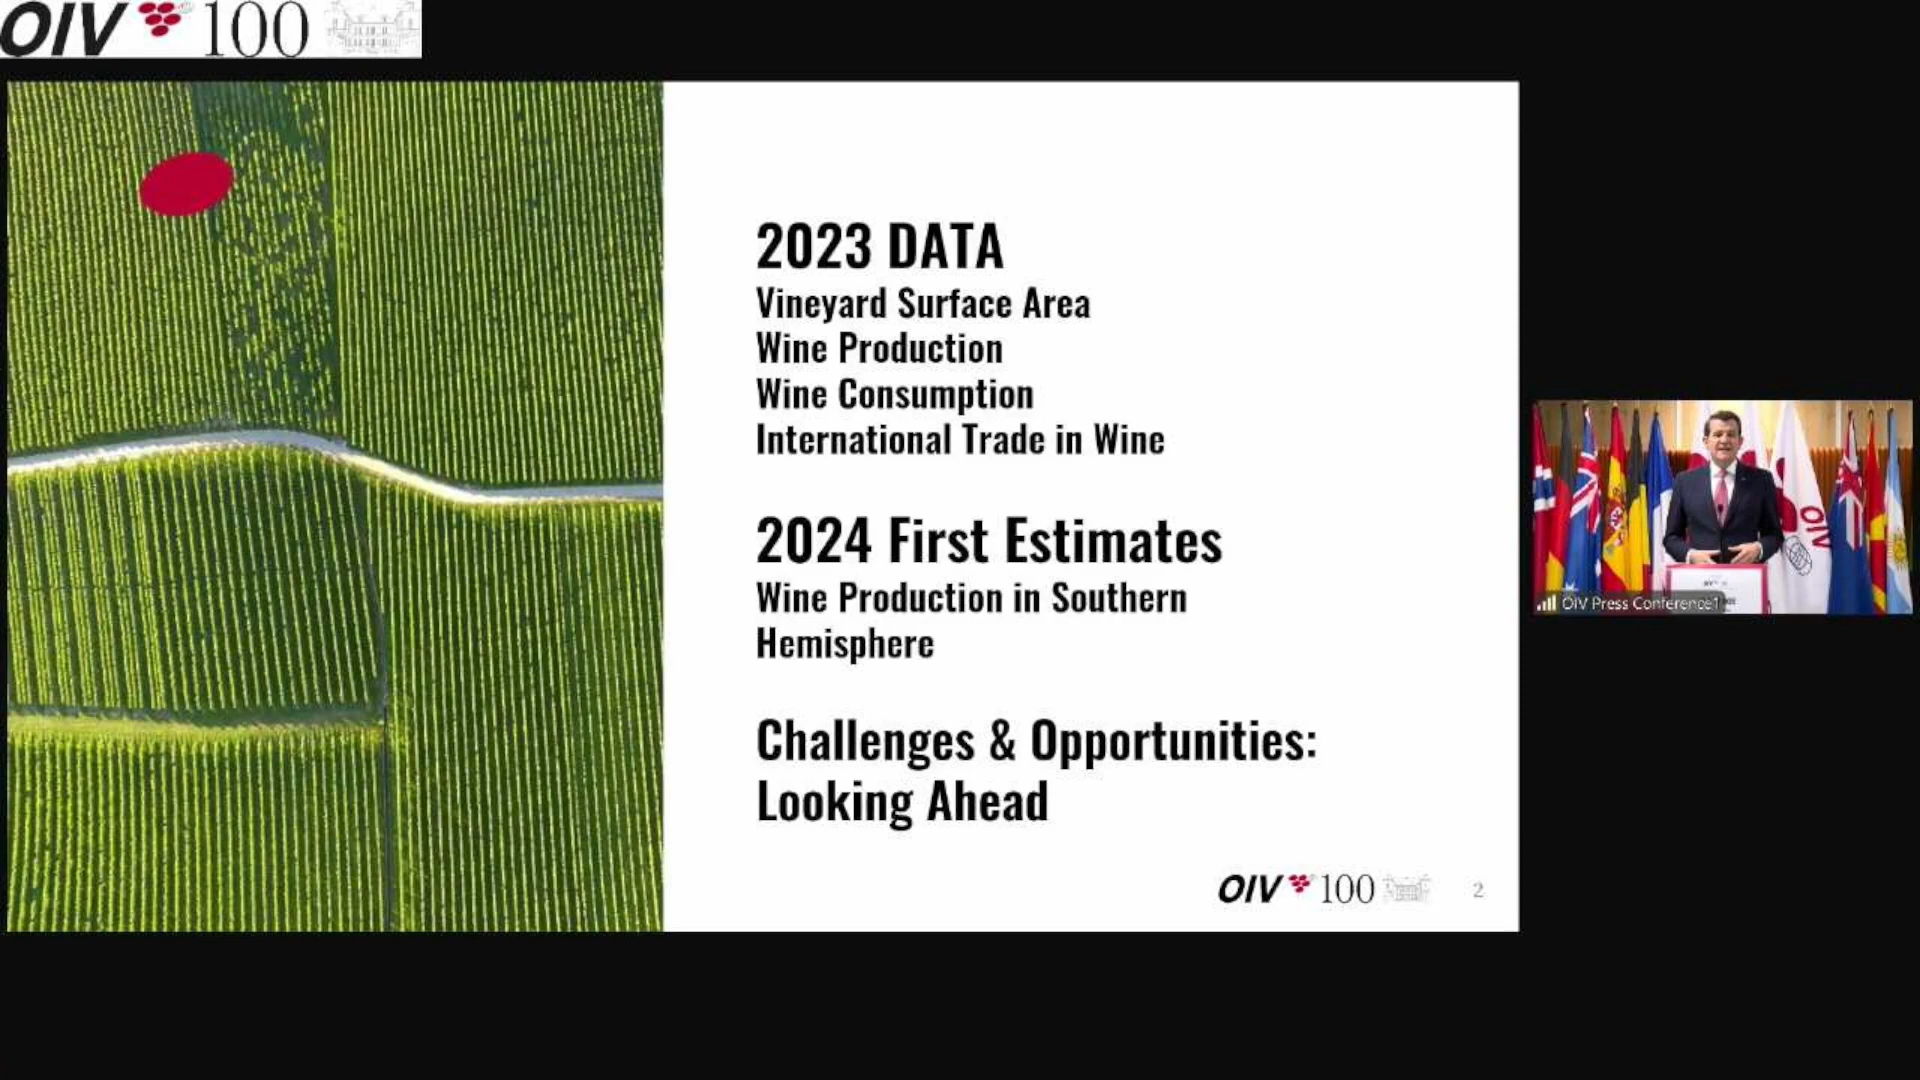 OIV 100
2023 DATA
Vineyard Surface Area
Wine Production
Wine Consumption
International Trade in Wine
2024 First Estimates
Wine Production in Southern
Hemisphere
Challenges & Opportunities:
Looking Ahead
OIV 100
2
OIV
OIV Press Conference1